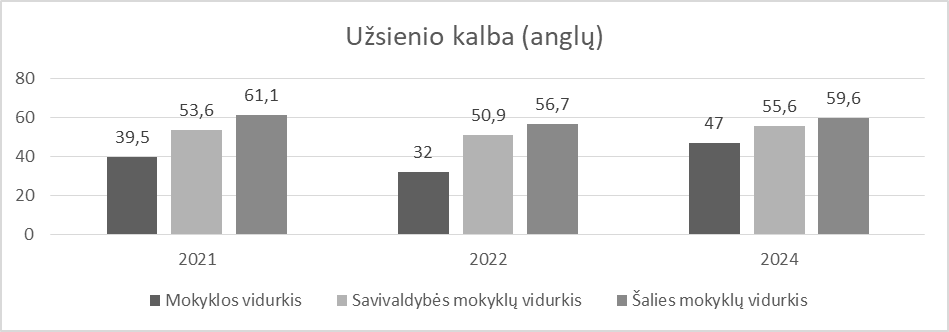 Užsienio kalba (anglų)
80
60
40
20
0
39,5 53,6 61,1
32 50,9 56,7
47 55,6 59,6
2021 2022 2024
Mokyklos vidurkis Savivaldybės mokyklų vidurkis Šalies mokyklų vidurkis